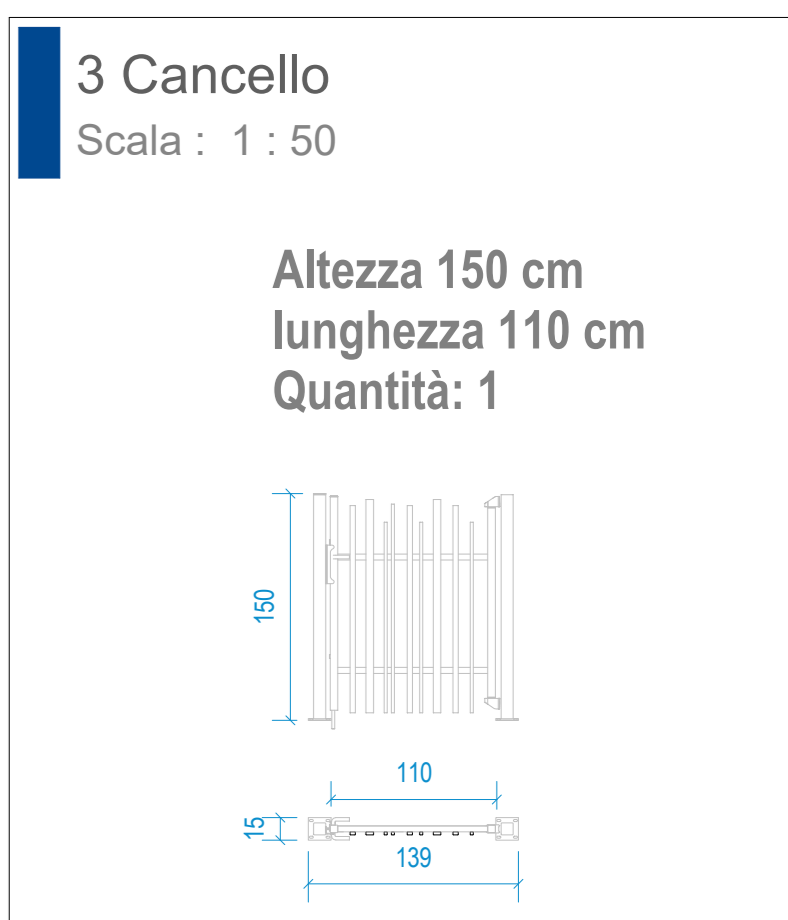 3 Cancello
Scala : 1 : 50
Altezza 150 cm
lunghezza 110 cm
Quantità: 1
150
110
15
139